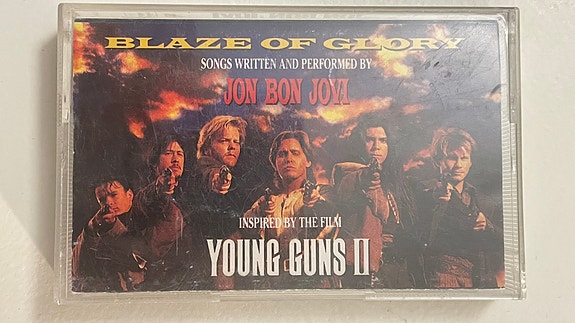 BLAZE OF GLORY
SONGS WRITTEN AND PERFORMED BY
JON BON JOVI
INSPIRED BY THE FILM
YOUNG GUNS II